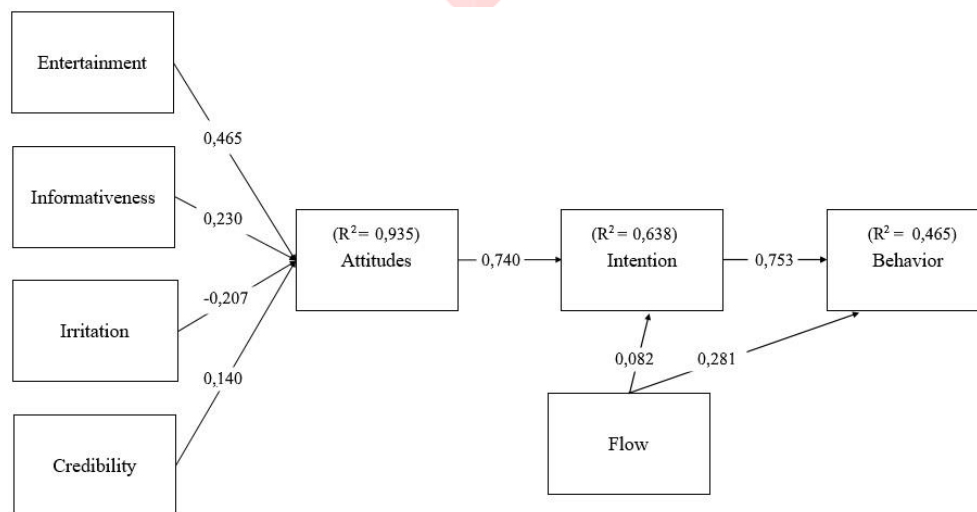 Entertainment
0,465
Informativeness
0,230
(R² = 0,935)
Attitudes
0,740
(R² = 0,638)
Intention
0,753
(R² = 0,465)
Behavior
Irritation
-0,207
0,140
0,082
0,281
Credibility
Flow